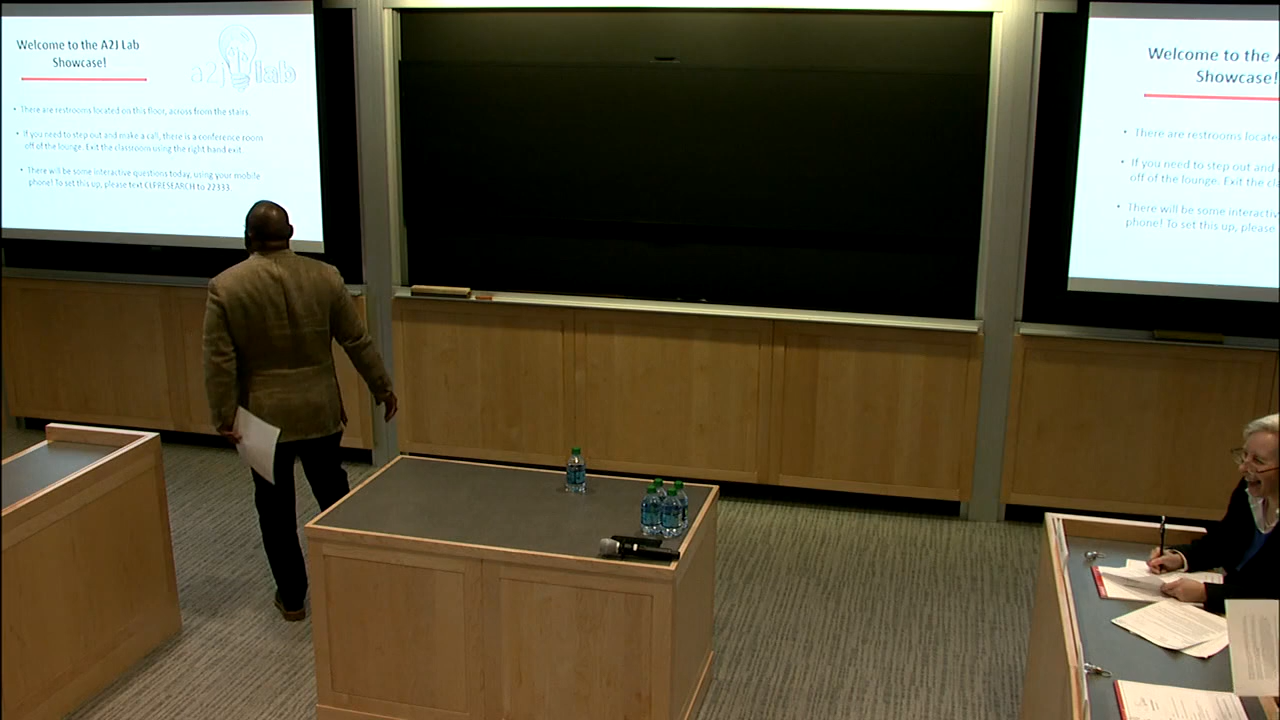 Welcome to the A2J Lab
Showcase!
a2j lab
• There are restrooms located on this floor, across from the stairs.
• If you need to step out and make a call, there is a conference room
off of the lounge. Exit the classroom using the right hand exit.
• There will be some interactive questions today, using your mobile
phone! To set this up, please text CLFRESEARCH to 22333.
Welcome to the A
Showcase!
• There are restrooms locate
• If you need to step out and
off of the lounge. Exit the cla
• There will be some interactiv
phone! To set this up, please